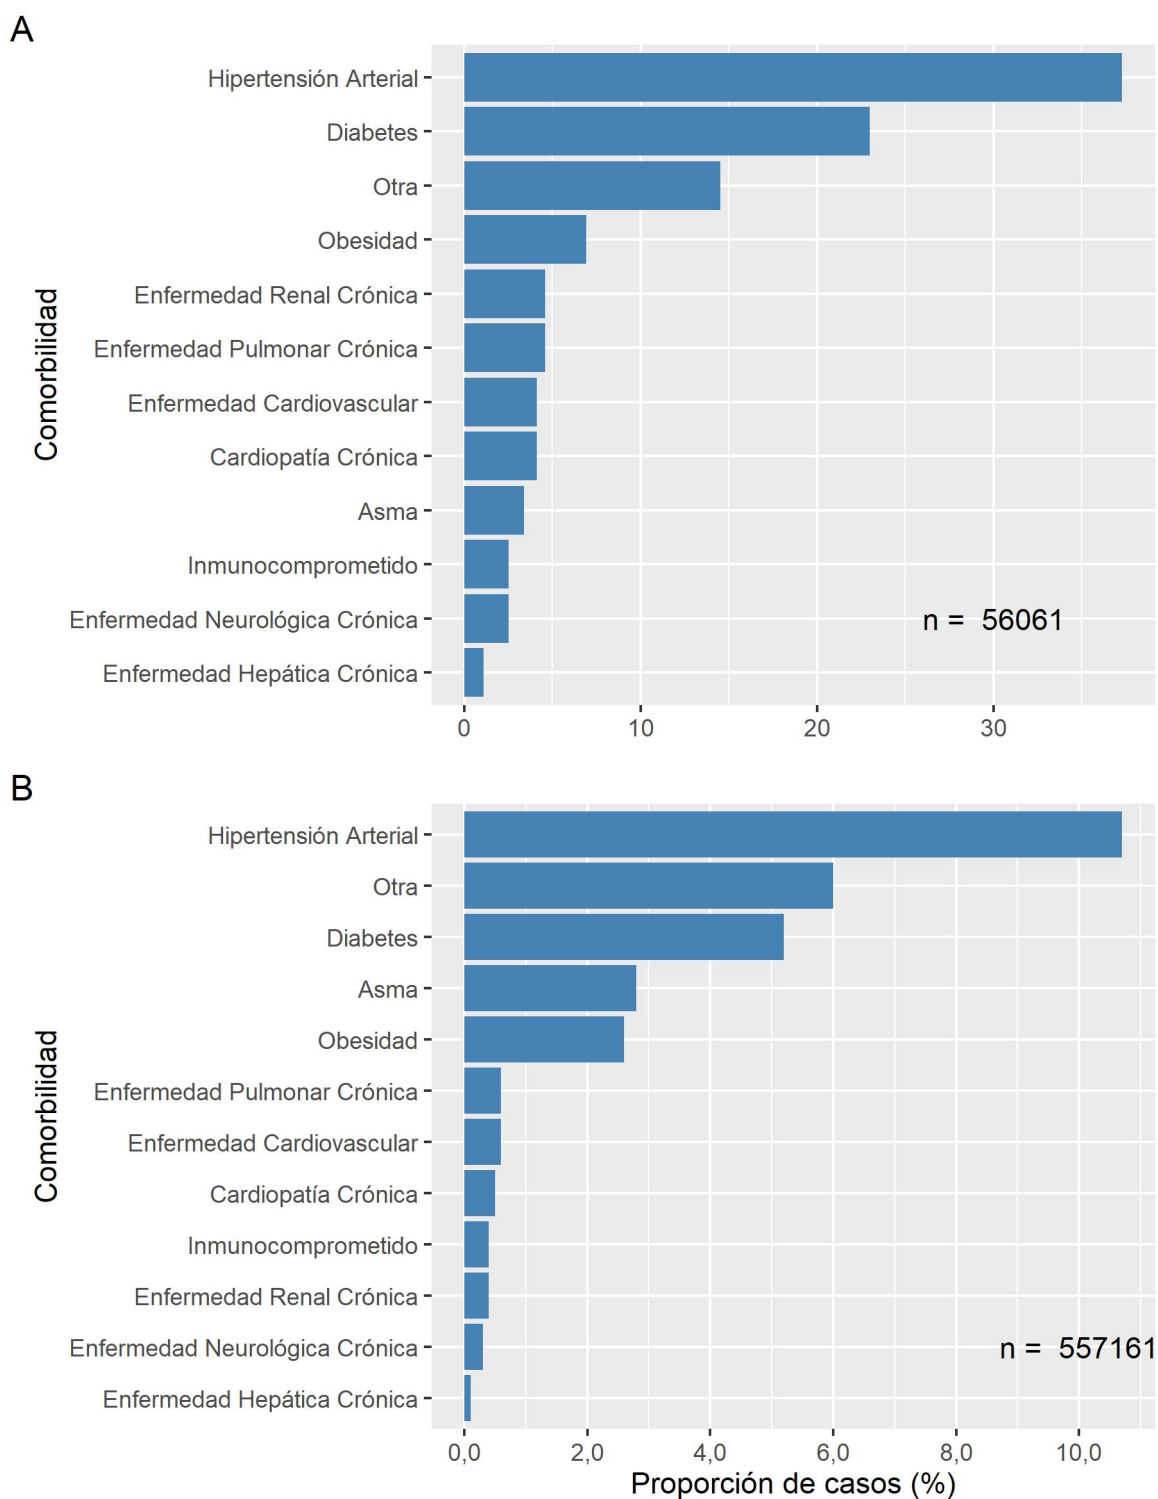 A
Hipertensión Arterial
Diabetes
Otra
Obesidad
Enfermedad Renal Crónica
Enfermedad Pulmonar Crónica
Enfermedad Cardiovascular
Cardiopatía Crónica
Asma
Inmunocomprometido
Enfermedad Neurológica Crónica
Enfermedad Hepática Crónica
Comorbilidad
n = 56061
0 10 20 30
B
Hipertensión Arterial
Otra
Diabetes
Asma
Obesidad
Enfermedad Pulmonar Crónica
Enfermedad Cardiovascular
Cardiopatía Crónica
Inmunocomprometido
Enfermedad Renal Crónica
Enfermedad Neurológica Crónica
Enfermedad Hepática Crónica
Comorbilidad
n = 557161
0,0 2,0 4,0 6,0 8,0 10,0
Proporción de casos (%)